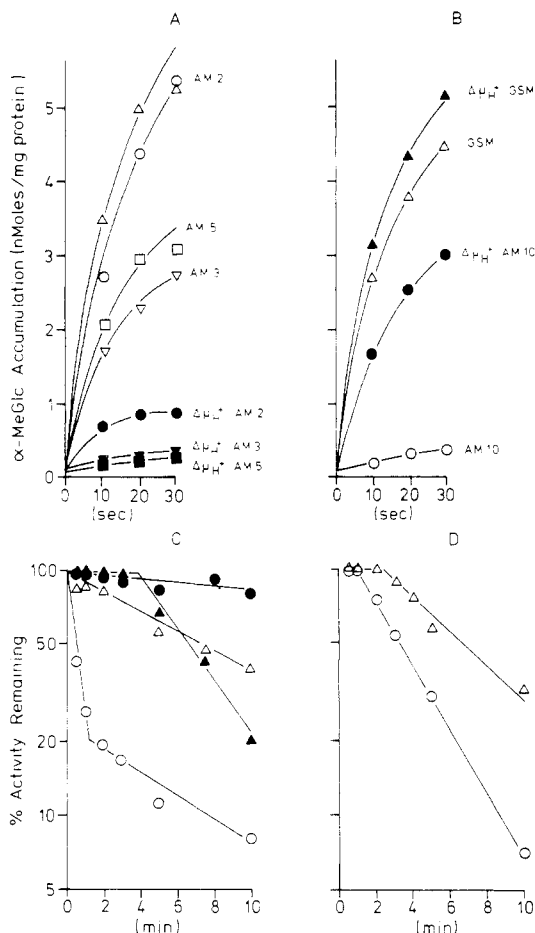 A
B
α-MeGlc Accumulation (nMoles/mg protein)
5
4
3
2
1
0
AM 2
AM 5
AM 3
ΔμH+ AM 2
ΔμH+ AM 3
ΔμH+ AM 5
0 10 20 30
(sec)
ΔμH+ GSM
GSM
ΔμH+ AM 10
AM 10
0 10 20 30
(sec)
C
D
% Activity Remaining
100
50
20
10
5
0 2 4 6 8 10
(min)
0 2 4 6 8 10
(min)